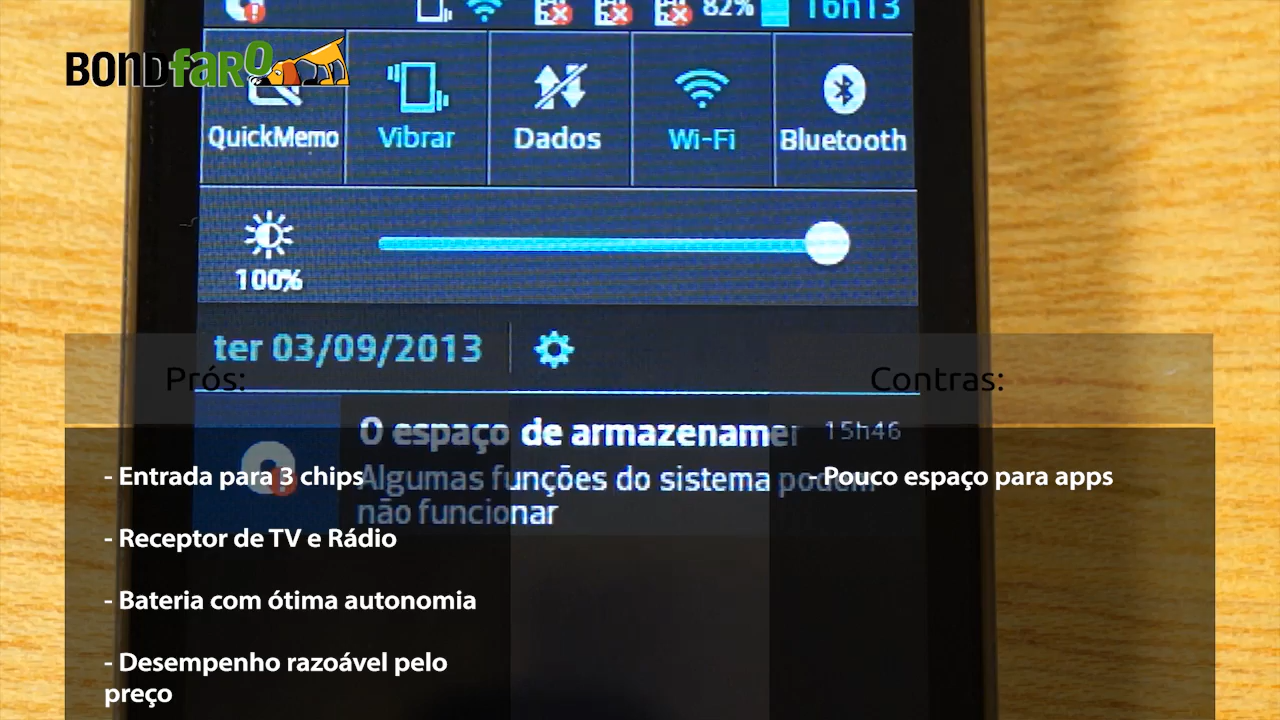 82% 16h13
BONDfaRO
QuickMemo Vibrar Dados Wi-Fi Bluetooth
100%
ter 03/09/2013
Prós: Contras:
O espaço de armazenamer 15h46
Algumas funções do sistema podem
não funcionar
- Entrada para 3 chips
- Pouco espaço para apps
- Receptor de TV e Rádio
- Bateria com ótima autonomia
- Desempenho razoável pelo
preço